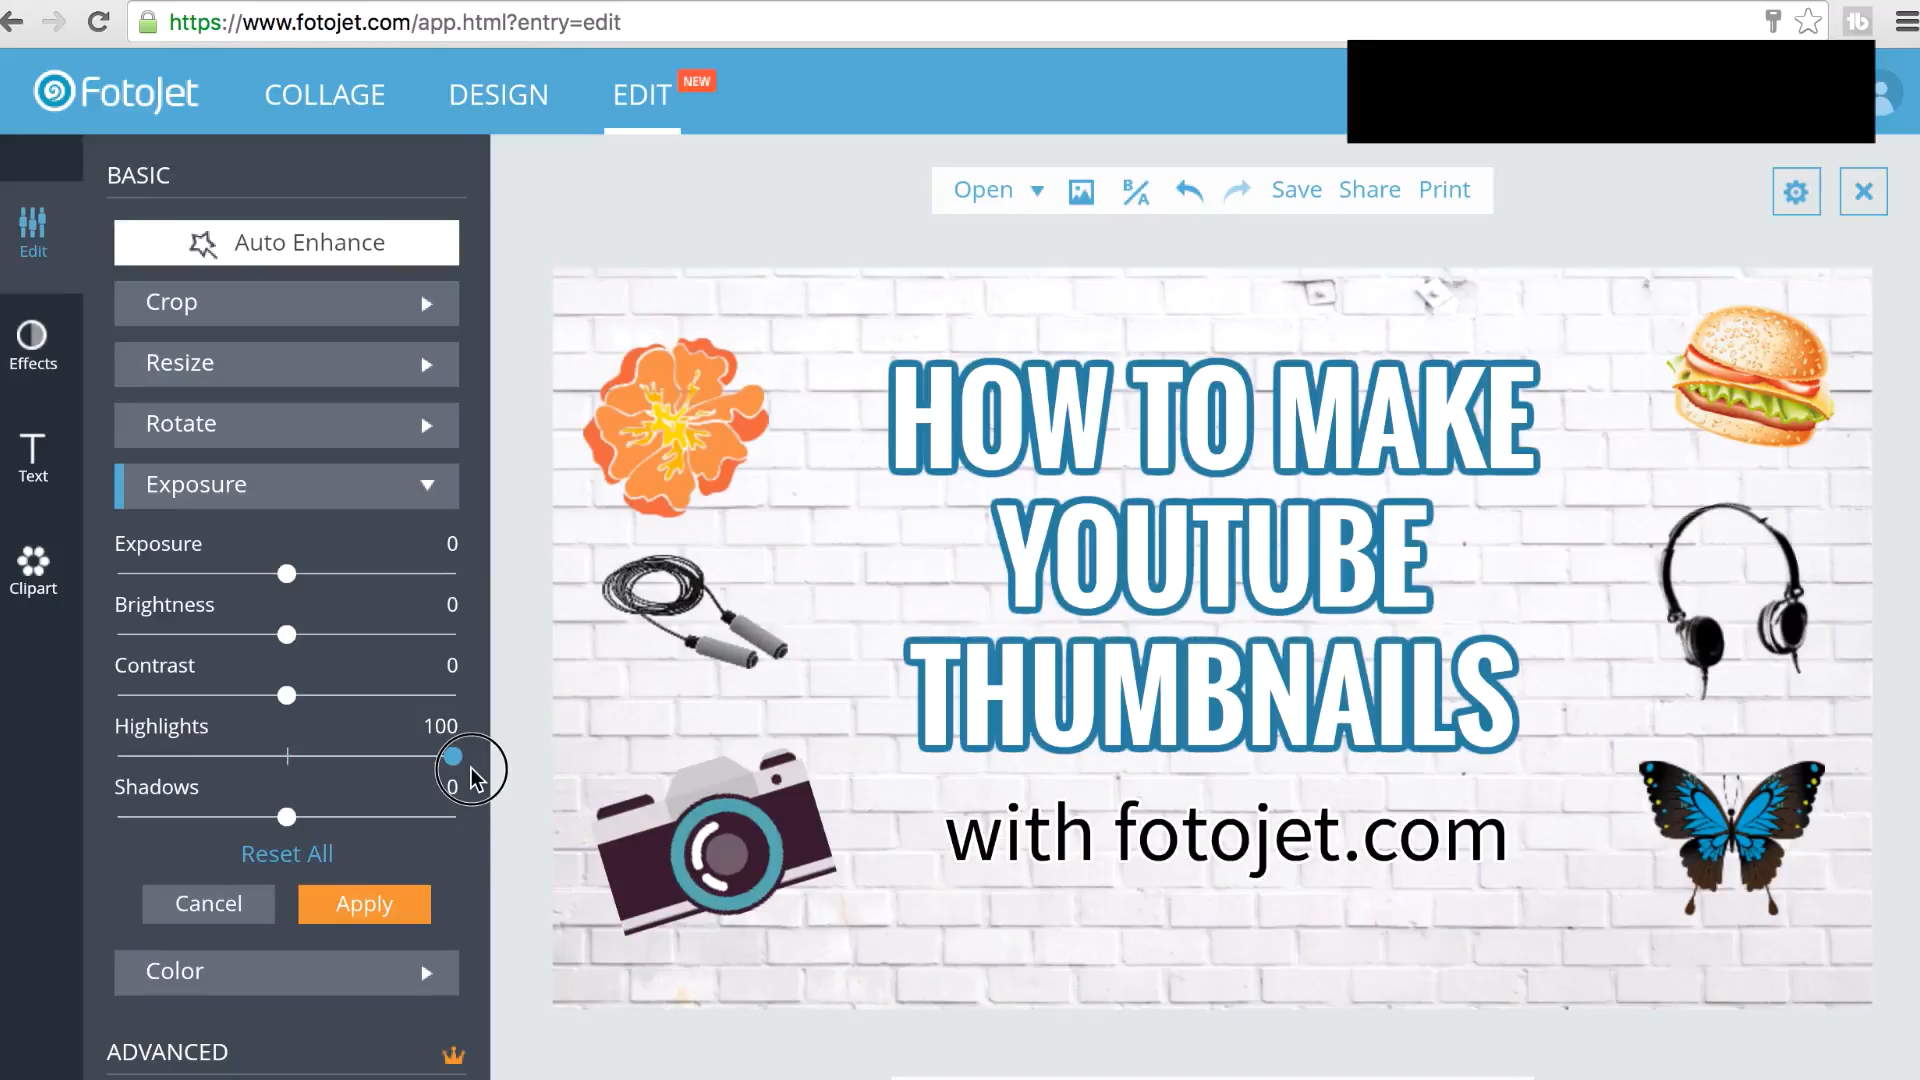 https://www.fotojet.com/app.html?entry=edit
FotoJet COLLAGE DESIGN EDIT NEW
BASIC
Open B/A Save Share Print
Edit
Auto Enhance
Crop
Effects
Resize
Rotate
Text
Exposure
Exposure 0
Clipart
Brightness 0
Contrast 0
Highlights 100
Shadows 0
Reset All
Cancel Apply
Color
ADVANCED
HOW TO MAKE
YOUTUBE
THUMBNAILS
with fotojet.com